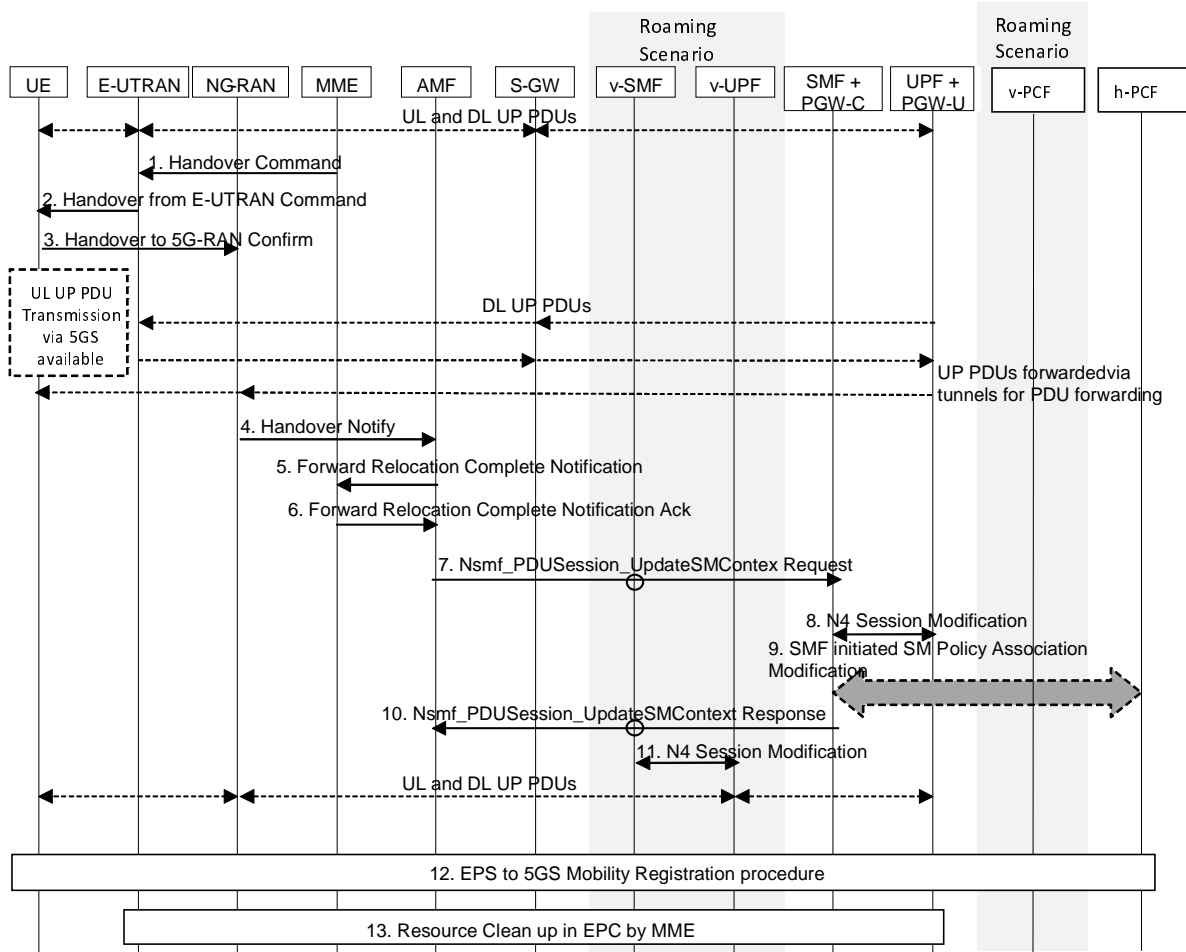 Roaming
Scenario
Roaming
Scenario
UE
E-UTRAN
NG-RAN
MME
AMF
S-GW
v-SMF
v-UPF
SMF +
PGW-C
UPF +
PGW-U
v-PCF
h-PCF
UL and DL UP PDUs
1. Handover Command
2. Handover from E-UTRAN Command
3. Handover to 5G-RAN Confirm
UL UP PDU
Transmission
via 5GS
available
DL UP PDUs
UP PDUs forwardedvia
tunnels for PDU forwarding
4. Handover Notify
5. Forward Relocation Complete Notification
6. Forward Relocation Complete Notification Ack
7. Nsmf_PDUSession_UpdateSMContex Request
8. N4 Session Modification
9. SMF initiated SM Policy Association
Modification
10. Nsmf_PDUSession_UpdateSMContext Response
11. N4 Session Modification
UL and DL UP PDUs
12. EPS to 5GS Mobility Registration procedure
13. Resource Clean up in EPC by MME